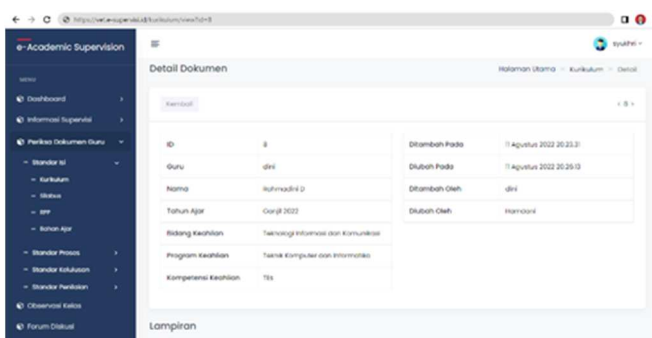 e-Academic Supervision
syukhri
MENU
Dashboard
Informasi Supervisi
Periksa Dokumen Guru
Standar Isi
Kurikulum
Silabus
RPP
Bahan Ajar
Standar Proses
Standar Kelulusan
Standar Penilaian
Observasi Kelas
Forum Diskusi
Detail Dokumen
Halaman Utama > Kurikulum > Detail
Kembali
< 8 >
ID 8
Guru dini
Nama Rahmadini D
Tahun Ajar Ganjil 2022
Bidang Keahlian Teknologi Informasi dan Komunikasi
Program Keahlian Teknik Komputer dan Informatika
Kompetensi Keahlian
Ditambah Pada 11 Agustus 2022 20.23.31
Diubah Pada 11 Agustus 2022 20.26.13
Ditambah Oleh dini
Diubah Oleh Hamdani
Lampiran